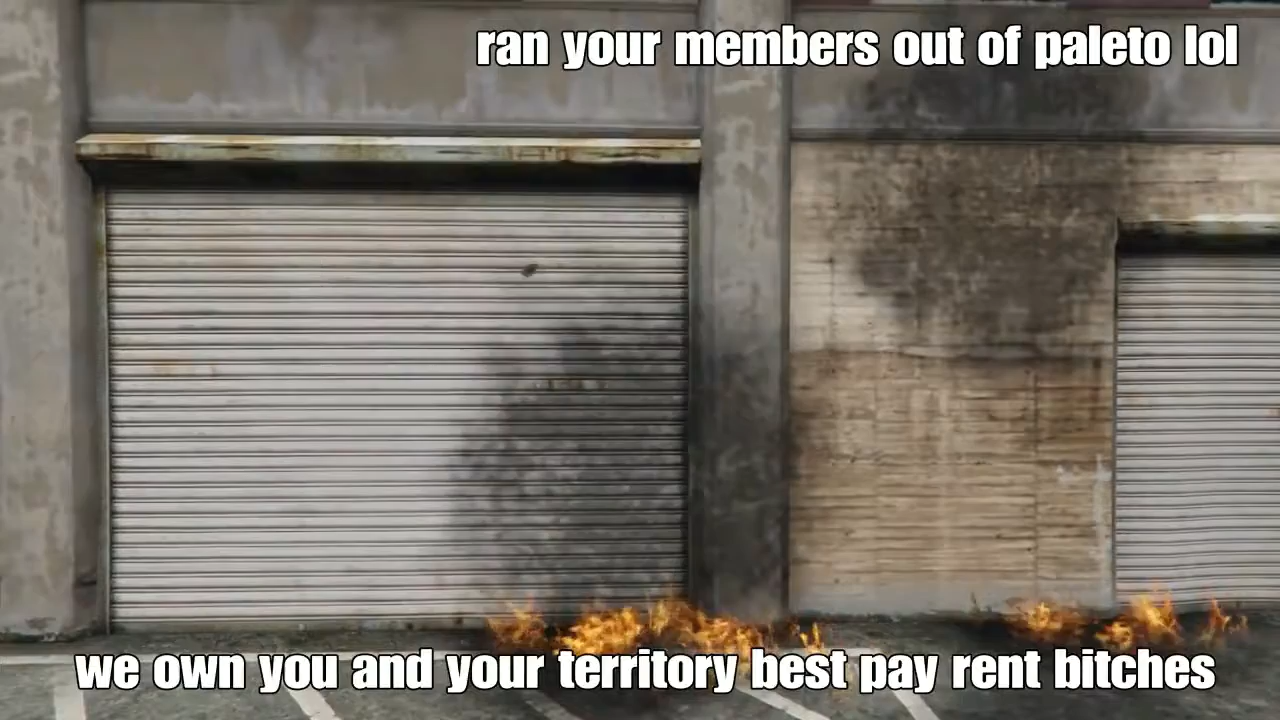 ran your members out of paleto lol
we own you and your territory best pay rent bitches